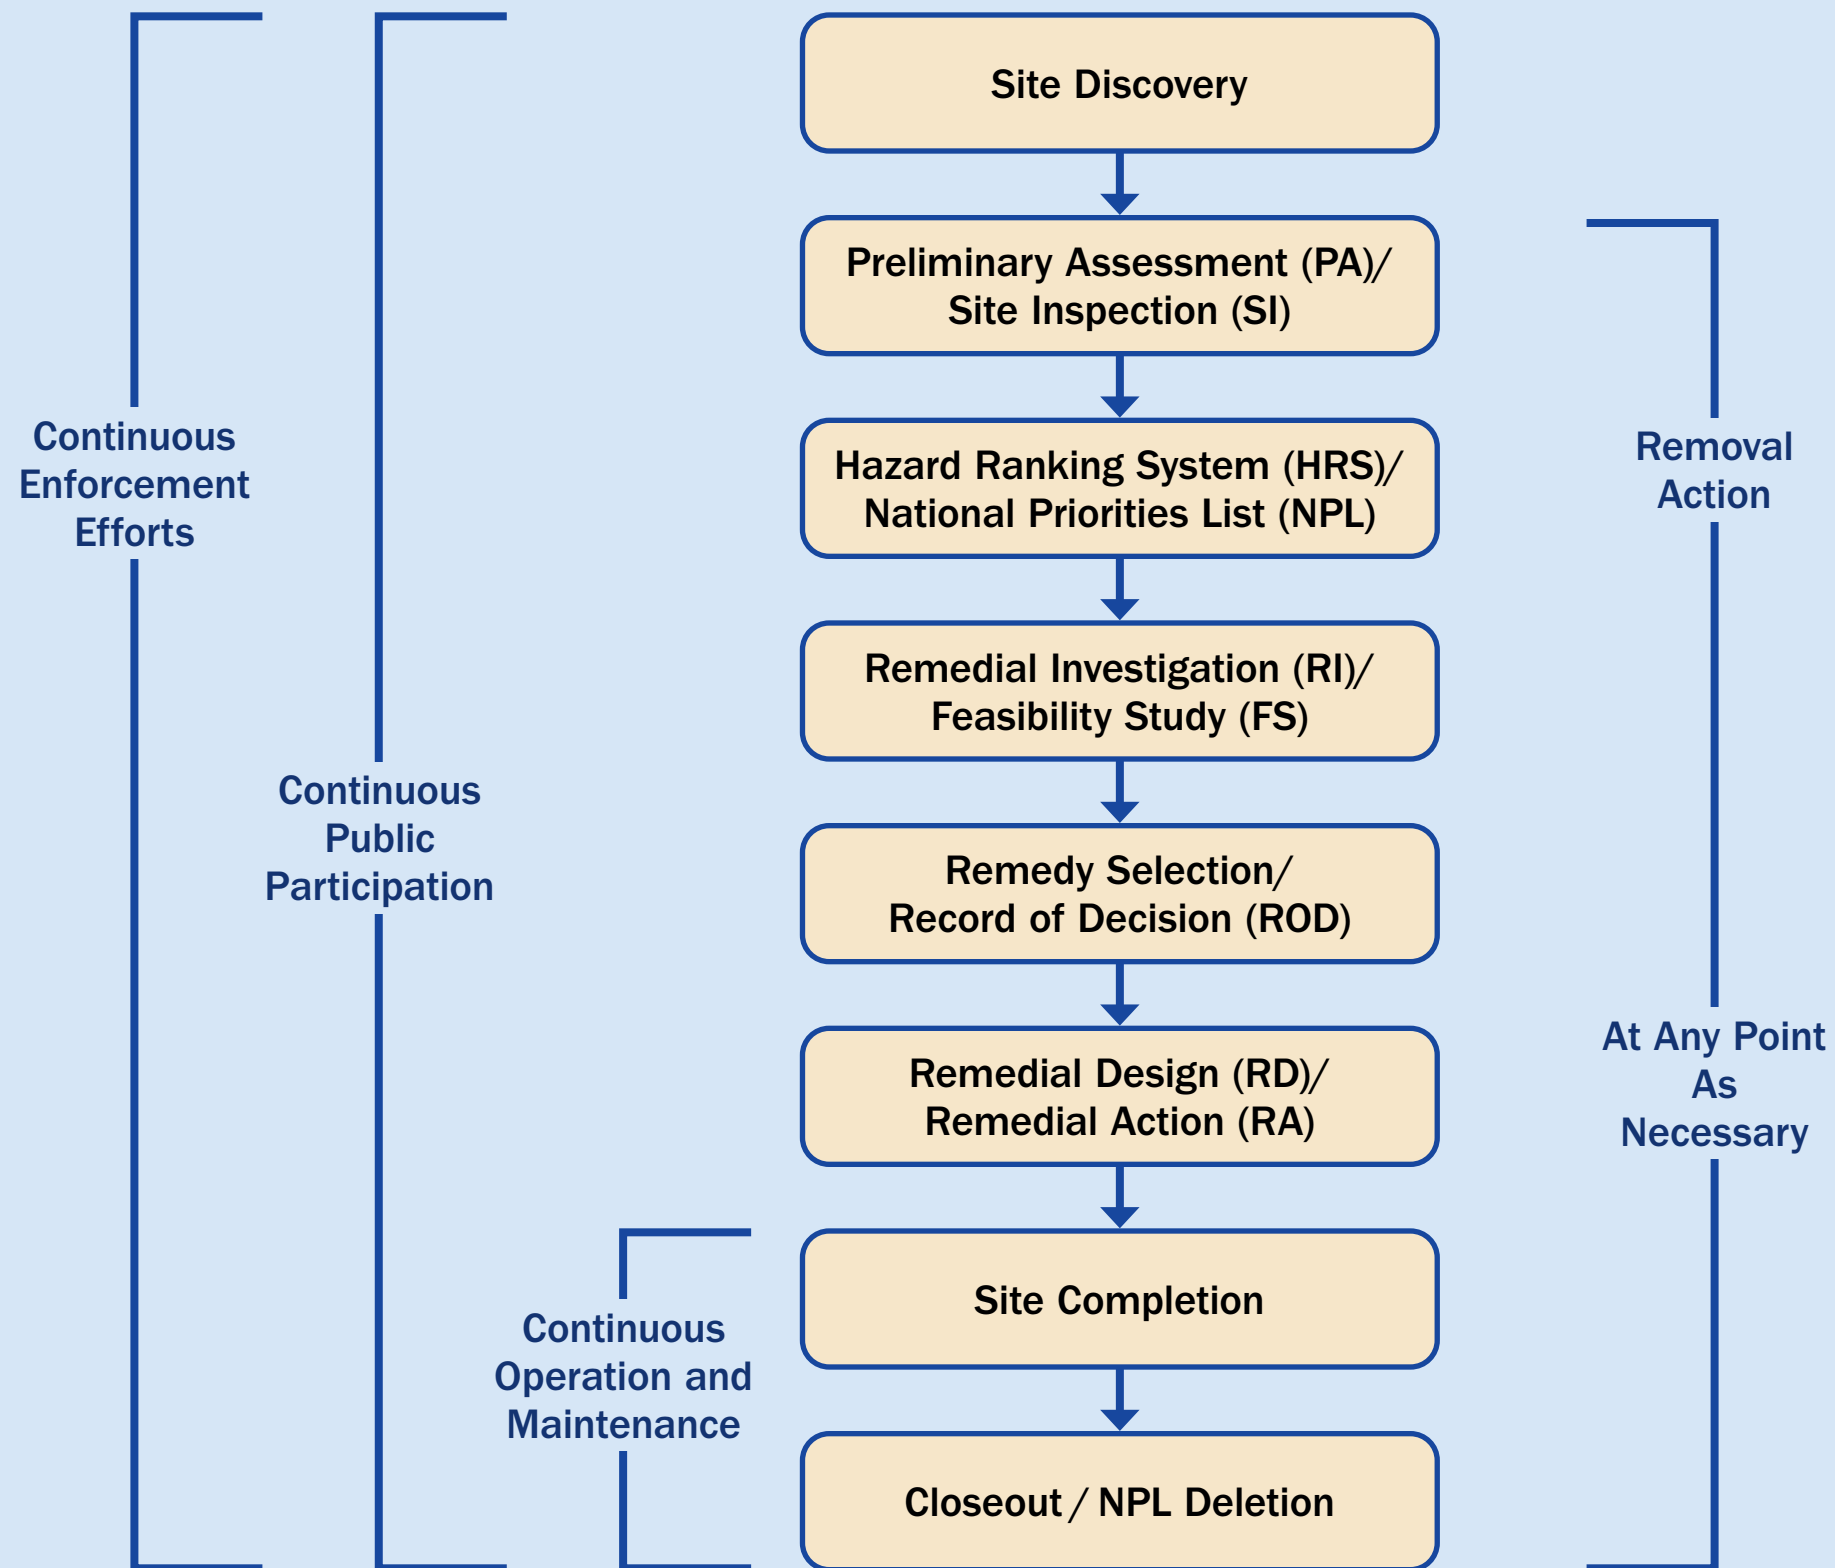 Site Discovery
Preliminary Assessment (PA)/
Site Inspection (SI)
Hazard Ranking System (HRS)/
National Priorities List (NPL)
Remedial Investigation (RI)/
Feasibility Study (FS)
Remedy Selection/
Record of Decision (ROD)
Remedial Design (RD)/
Remedial Action (RA)
Site Completion
Closeout / NPL Deletion
Continuous
Enforcement
Efforts
Continuous
Public
Participation
Continuous
Operation and
Maintenance
Removal
Action
At Any Point
As
Necessary